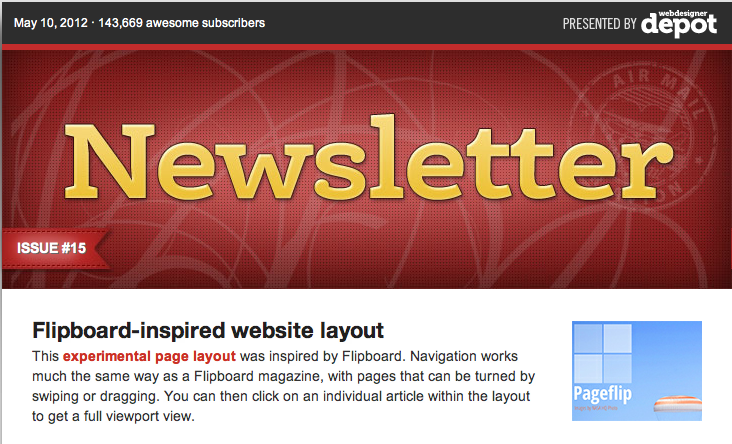 May 10, 2012 · 143,669 awesome subscribers
PRESENTED BY webdesigner depot
AIR MAIL
Newsletter
ISSUE #15
Flipboard-inspired website layout
This experimental page layout was inspired by Flipboard. Navigation works
much the same way as a Flipboard magazine, with pages that can be turned by
swiping or dragging. You can then click on an individual article within the layout
to get a full viewport view.
Pageflip